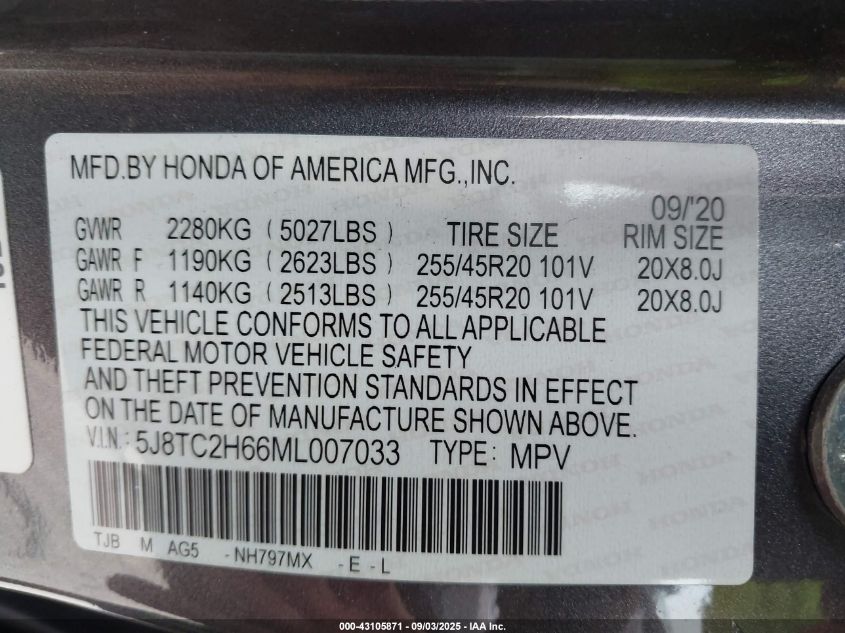 MFD.BY HONDA OF AMERICA MFG.,INC.
09/'20
GVWR 2280KG ( 5027LBS ) TIRE SIZE RIM SIZE
GAWR F 1190KG ( 2623LBS ) 255/45R20 101V 20X8.0J
GAWR R 1140KG ( 2513LBS ) 255/45R20 101V 20X8.0J
THIS VEHICLE CONFORMS TO ALL APPLICABLE
FEDERAL MOTOR VEHICLE SAFETY
AND THEFT PREVENTION STANDARDS IN EFFECT
ON THE DATE OF MANUFACTURE SHOWN ABOVE.
V.I.N: 5J8TC2H66ML007033 TYPE: MPV
TJB M AG5 -NH797MX -E-L
000-43105871 - 09/03/2025 - IAA Inc.